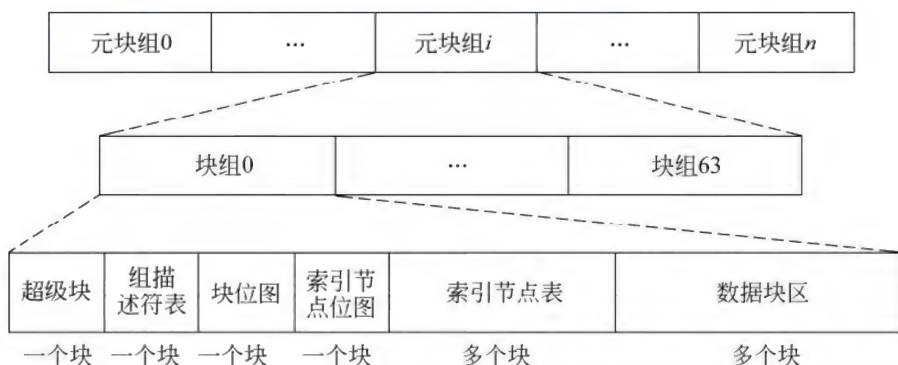 元块组0 … 元块组i … 元块组n
块组0 … 块组63
超级块 组描述符表 块位图 索引节点位图 索引节点表 数据块区
一个块 一个块 一个块 一个块 多个块 多个块